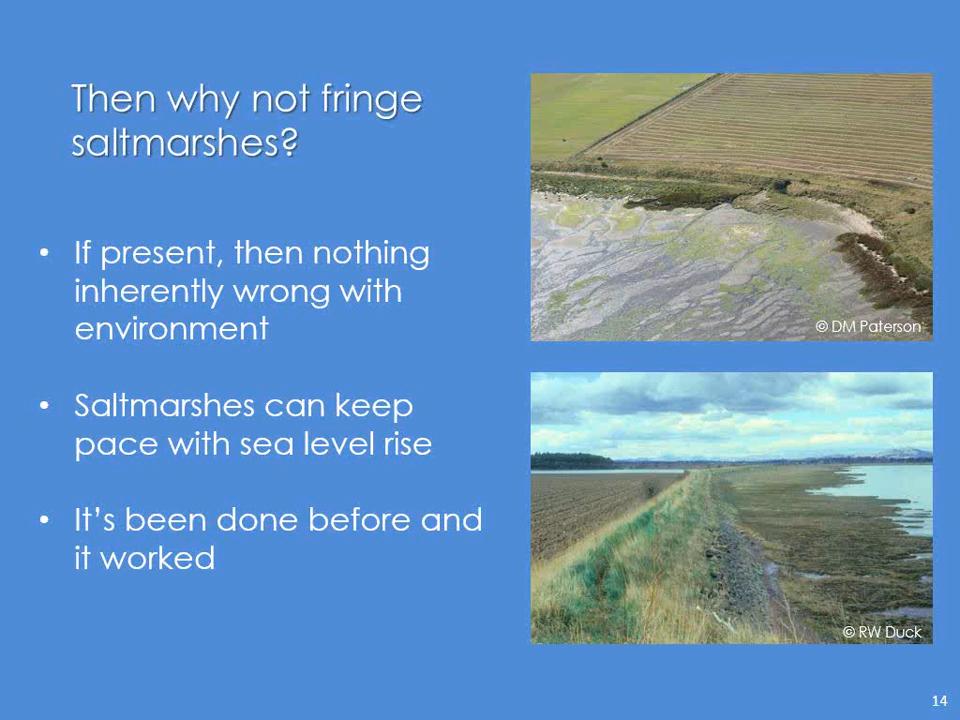 Then why not fringe
saltmarshes?
• If present, then nothing
inherently wrong with
environment
• Saltmarshes can keep
pace with sea level rise
• It’s been done before and
it worked
© DM Paterson
© RW Duck
14